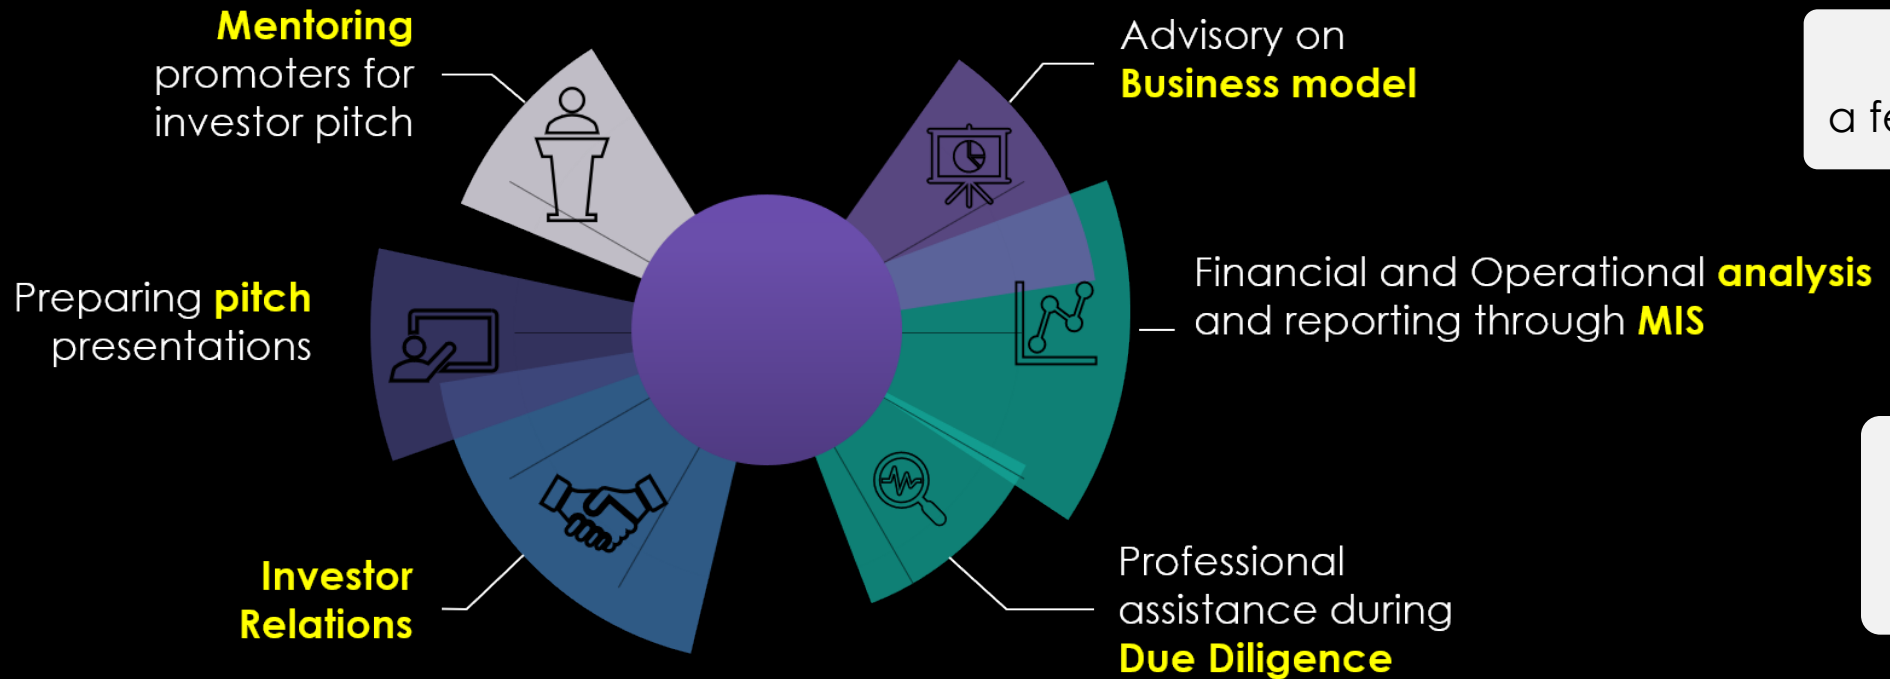 Mentoring
promoters for
investor pitch
Advisory on
Business model
a
Preparing pitch
presentations
Financial and Operational analysis
and reporting through MIS
Investor
Relations
Professional
assistance during
Due Diligence